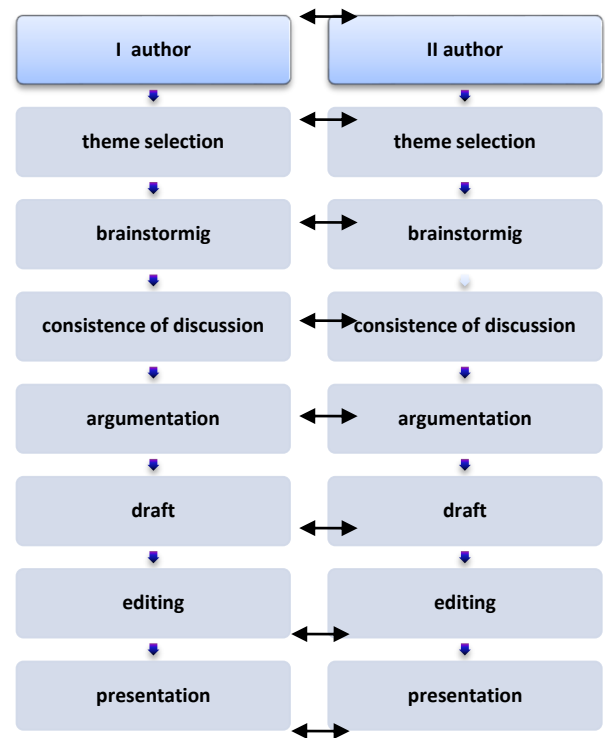 I author
II author
theme selection
theme selection
brainstormig
brainstormig
consistence of discussion
consistence of discussion
argumentation
argumentation
draft
draft
editing
editing
presentation
presentation